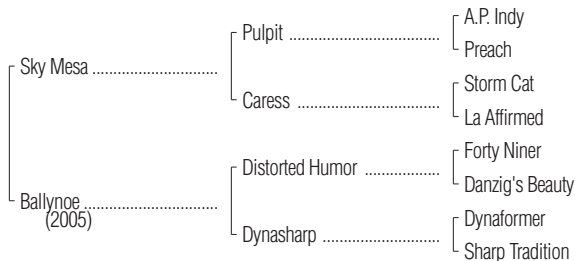 Pulpit ................................. A.P. Indy
Preach
Sky Mesa ............................
Caress ............................... Storm Cat
La Affirmed
Distorted Humor ................. Forty Niner
Danzig's Beauty
Ballynoe ..............................
(2005)
Dynasharp .......................... Dynaformer
Sharp Tradition